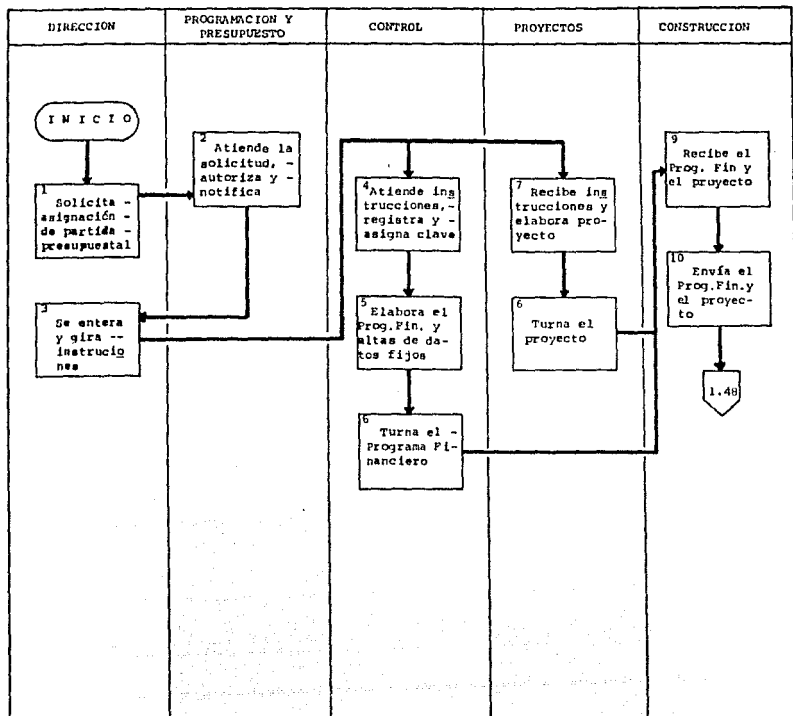 DIRECCION
PROGRAMACION Y
PRESUPUESTO
CONTROL
PROYECTOS
CONSTRUCCION
INICIO
1
Solicita -
asignación -
de partida -
presupuestal
2
Atiende la
solicitud, -
autoriza y -
notifica
3
Se entera
y gira --
instrucio
nes
4
Atiende ins
trucciones, -
registra y -
asigna clave
5
Elabora el
Prog.Fin. y
altas de da-
tos fijos
6
Turna el -
Programa Fi-
nanciero
7
Recibe ins
trucciones y
elabora pro-
yecto
6
Turna el
proyecto
9
Recibe el
Prog. Fin y
el proyecto
10
Envía el
Prog.Fin.y
el proyec-
to
1.48